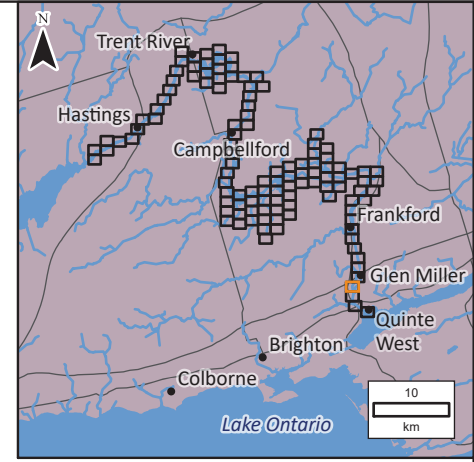 N
Trent River
Hastings
Campbellford
Frankford
Glen Miller
Quinte
West
Brighton
Colborne
Lake Ontario
10
km